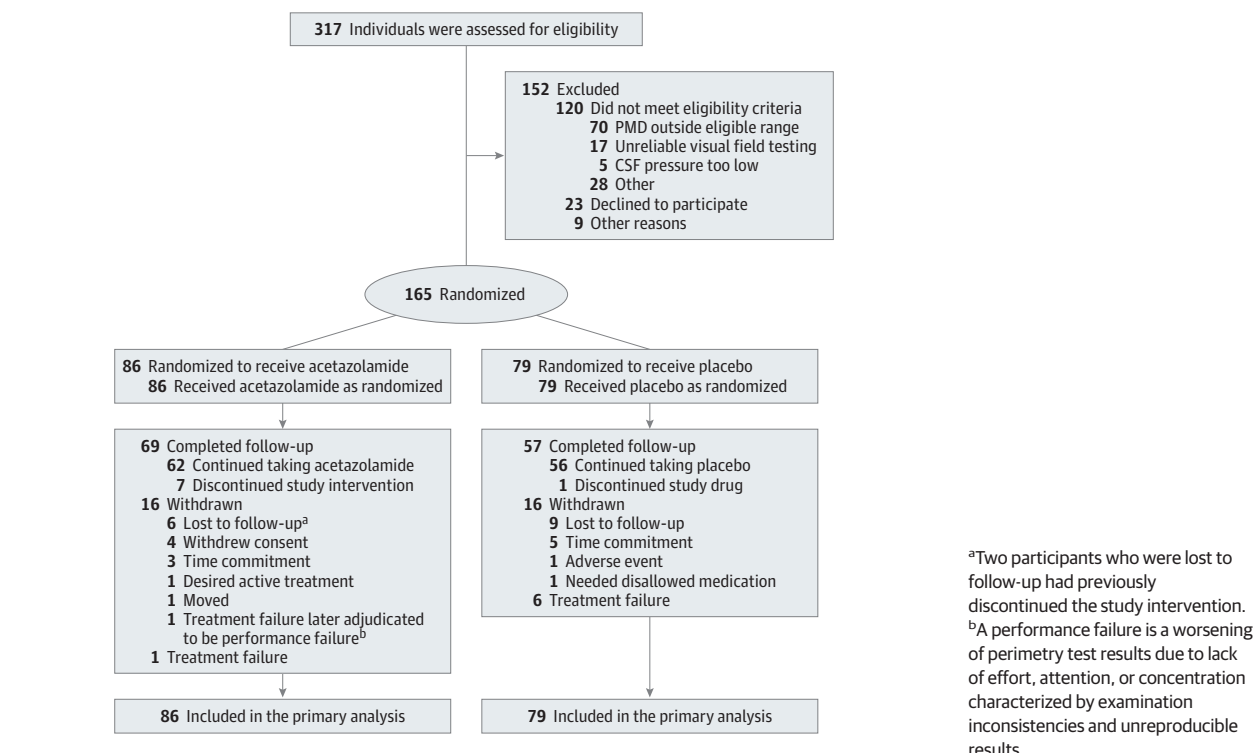 317 Individuals were assessed for eligibility
152 Excluded
120 Did not meet eligibility criteria
70 PMD outside eligible range
17 Unreliable visual field testing
5 CSF pressure too low
28 Other
23 Declined to participate
9 Other reasons
165 Randomized
86 Randomized to receive acetazolamide
86 Received acetazolamide as randomized
79 Randomized to receive placebo
79 Received placebo as randomized
69 Completed follow-up
62 Continued taking acetazolamide
7 Discontinued study intervention
16 Withdrawn
6 Lost to follow-upᵃ
4 Withdrew consent
3 Time commitment
1 Desired active treatment
1 Moved
1 Treatment failure later adjudicated
to be performance failureᵇ
1 Treatment failure
57 Completed follow-up
56 Continued taking placebo
1 Discontinued study drug
16 Withdrawn
9 Lost to follow-up
5 Time commitment
1 Adverse event
1 Needed disallowed medication
6 Treatment failure
86 Included in the primary analysis
79 Included in the primary analysis
ᵃTwo participants who were lost to
follow-up had previously
discontinued the study intervention.
ᵇA performance failure is a worsening
of perimetry test results due to lack
of effort, attention, or concentration
characterized by examination
inconsistencies and unreproducible
results